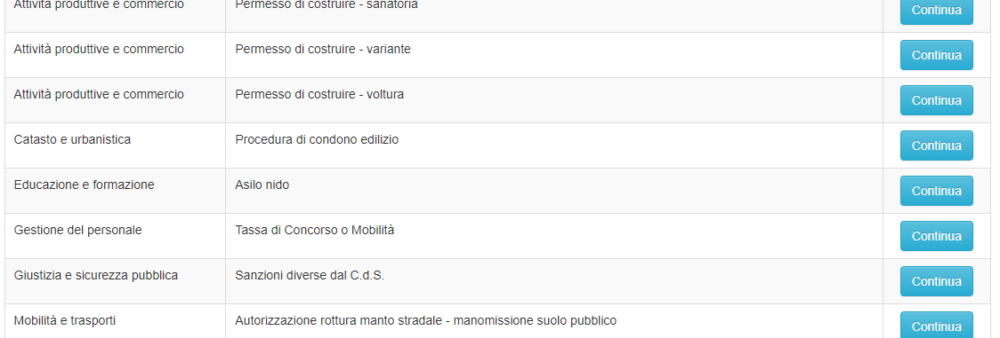 Attività produttive e commercio Permesso di costruire - sanatoria Continua
Attività produttive e commercio Permesso di costruire - variante Continua
Attività produttive e commercio Permesso di costruire - voltura Continua
Catasto e urbanistica Procedura di condono edilizio Continua
Educazione e formazione Asilo nido Continua
Gestione del personale Tassa di Concorso o Mobilità Continua
Giustizia e sicurezza pubblica Sanzioni diverse dal C.d.S. Continua
Mobilità e trasporti Autorizzazione rottura manto stradale - manomissione suolo pubblico Continua